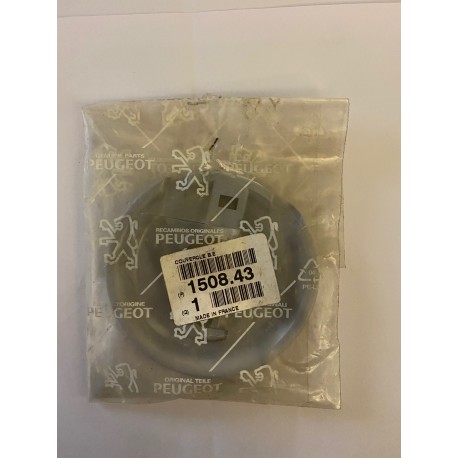 PEUGEOT
RECAMBIOS ORIGINALES
PEUGEOT
COUVERCLE B.E
(P) 1508.43
(Q) 1
MADE IN FRANCE
PEUGEOT
PEUGEOT
ORIGINAL TEILE
PEUGEOT